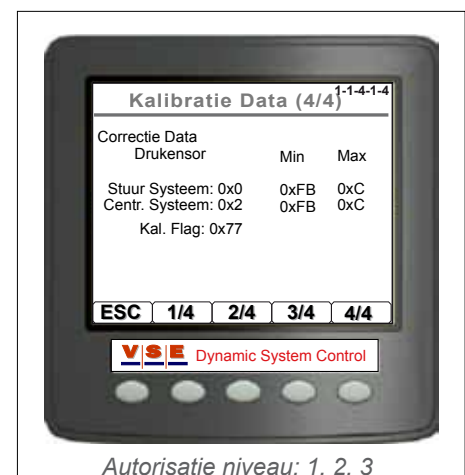 1-1-4-1-4
Kalibratie Data (4/4)
Correctie Data
Drukensor Min Max
Stuur Systeem: 0x0 0xFB 0xC
Centr. Systeem: 0x2 0xFB 0xC
Kal. Flag: 0x77
ESC 1/4 2/4 3/4 4/4
VSE Dynamic System Control
Autorisatie niveau: 1, 2, 3